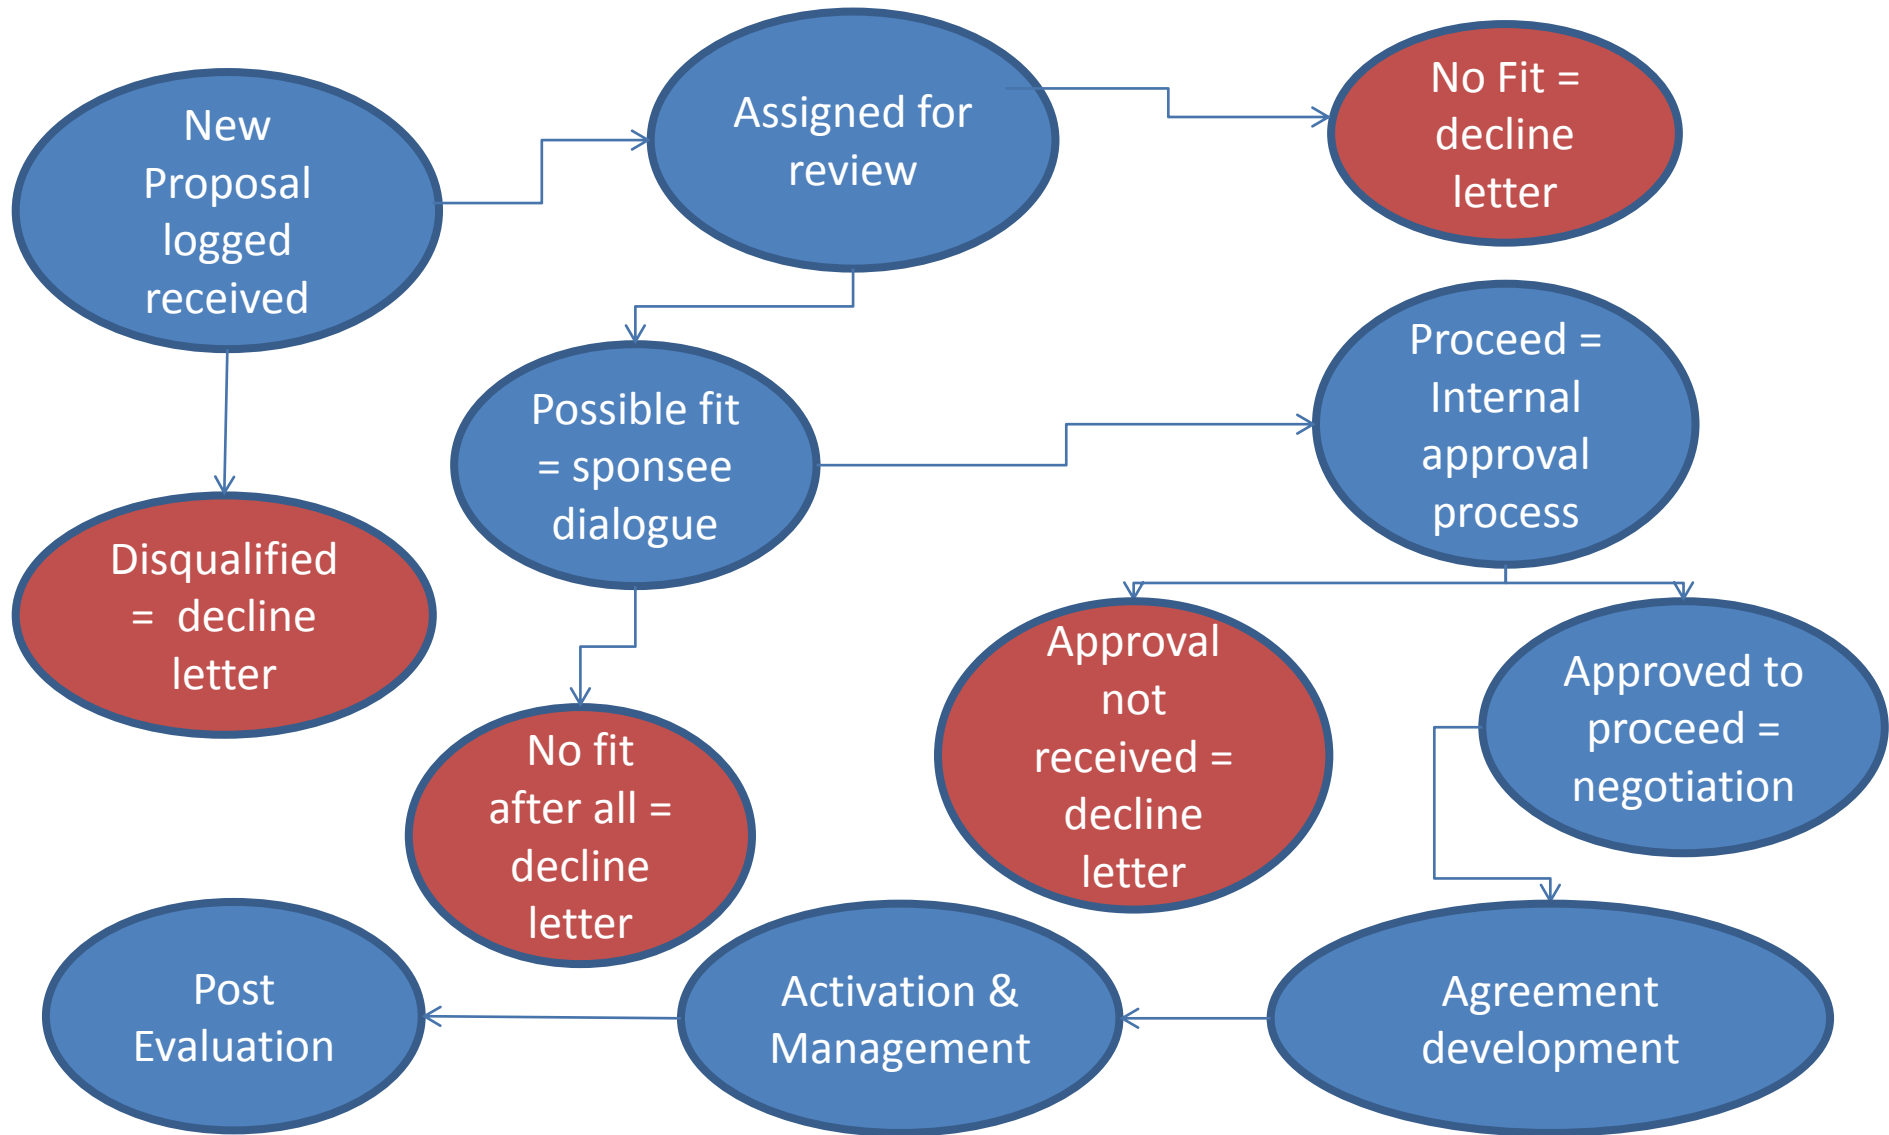 New
Proposal
logged
received
Assigned for
review
No Fit =
decline
letter
Possible fit
= sponsee
dialogue
Proceed =
Internal
approval
process
Disqualified
=  decline
letter
No fit
after all =
decline
letter
Approval
not
received =
decline
letter
Approved to
proceed =
negotiation
Post
Evaluation
Activation &
Management
Agreement
development